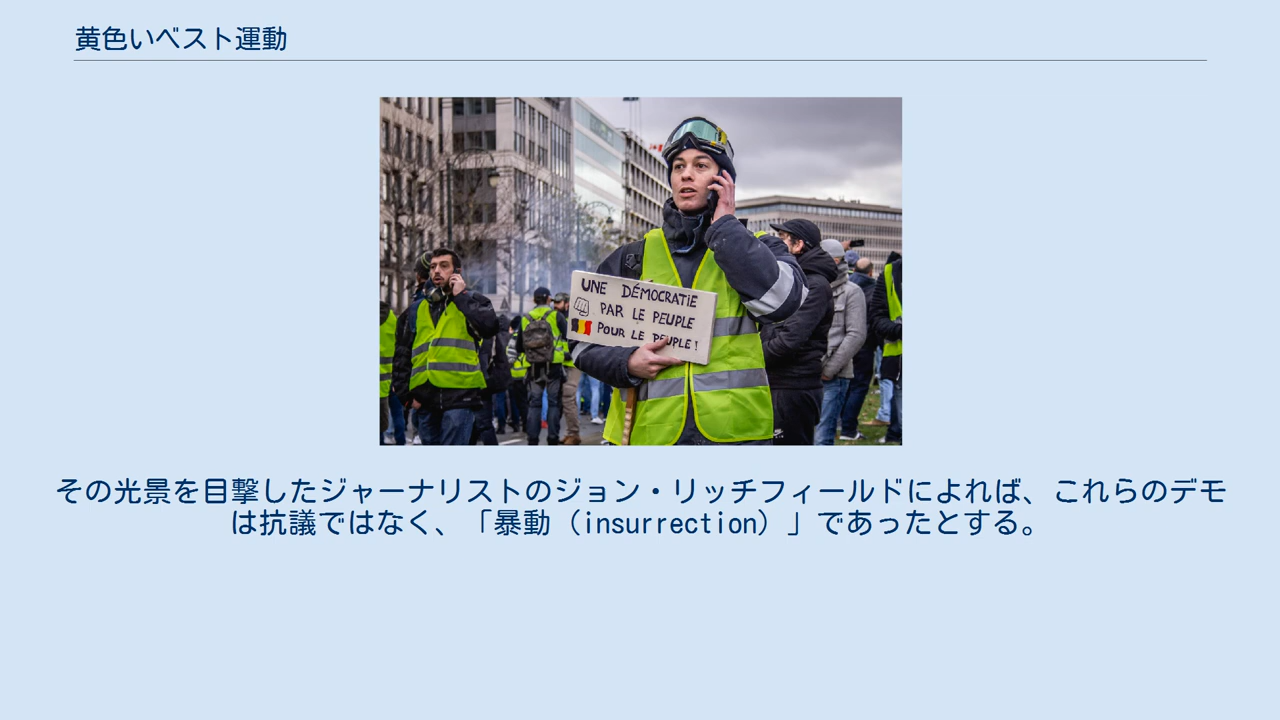 黄色いベスト運動
UNE DÉMOCRATIE
PAR LE PEUPLE
POUR LE PEUPLE !
その光景を目撃したジャーナリストのジョン・リッチフィールドによれば、これらのデモ
は抗議ではなく、「暴動（insurrection）」であったとする。